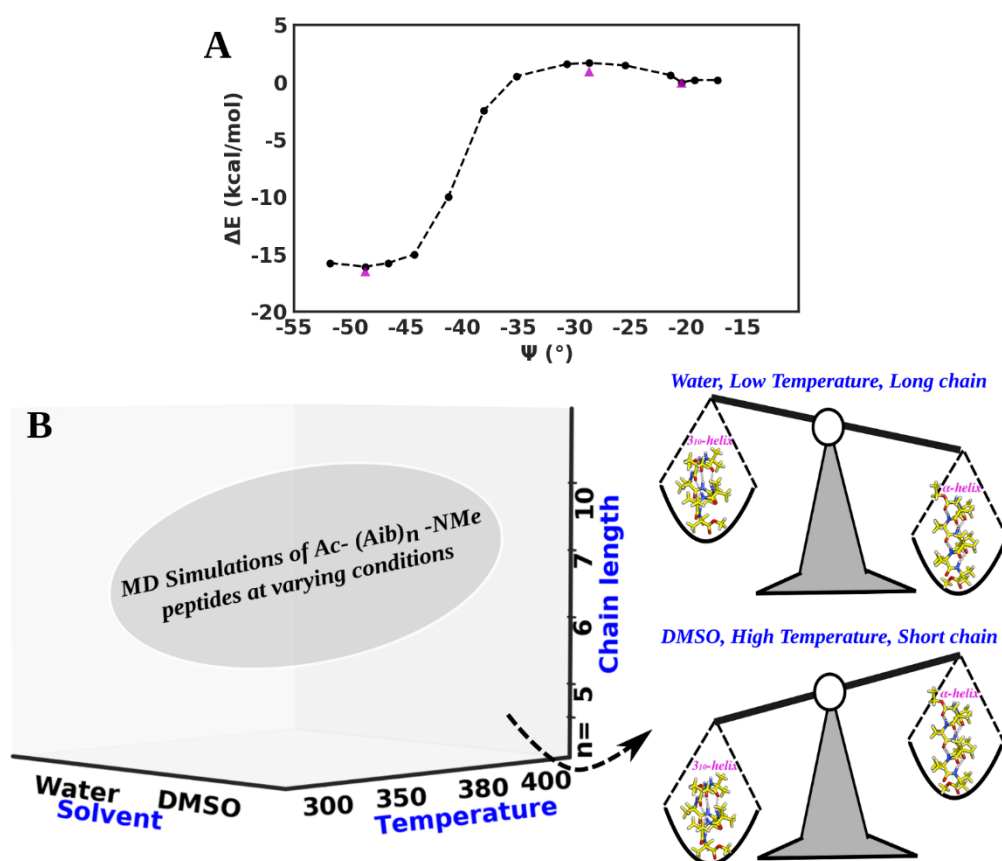 A
5
0
-5
-10
-15
-20
ΔE (kcal/mol)
-55 -50 -45 -40 -35 -30 -25 -20 -15
Ψ (°)
B
MD Simulations of Ac- (Aib)n -NMe
peptides at varying conditions
10
7
6
5
n=
Chain length
Water DMSO
Solvent
300 350 380 400
Temperature
Water, Low Temperature, Long chain
3₁₀-helix
α-helix
DMSO, High Temperature, Short chain
α-helix
3₁₀-helix